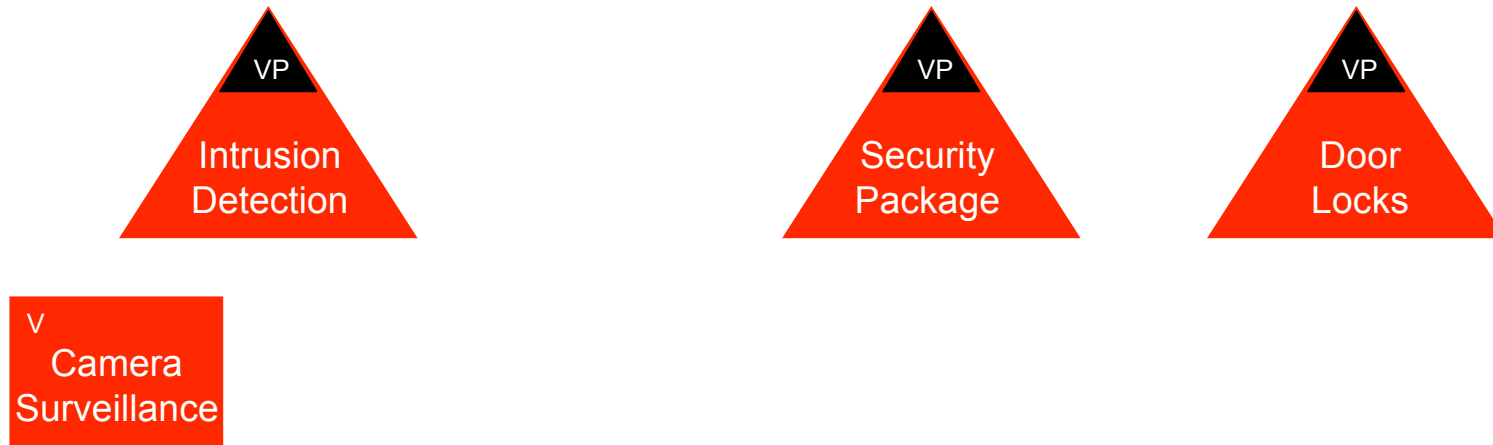 VP
Intrusion
Detection
VP
Security
Package
VP
Door
Locks
V
Camera
Surveillance